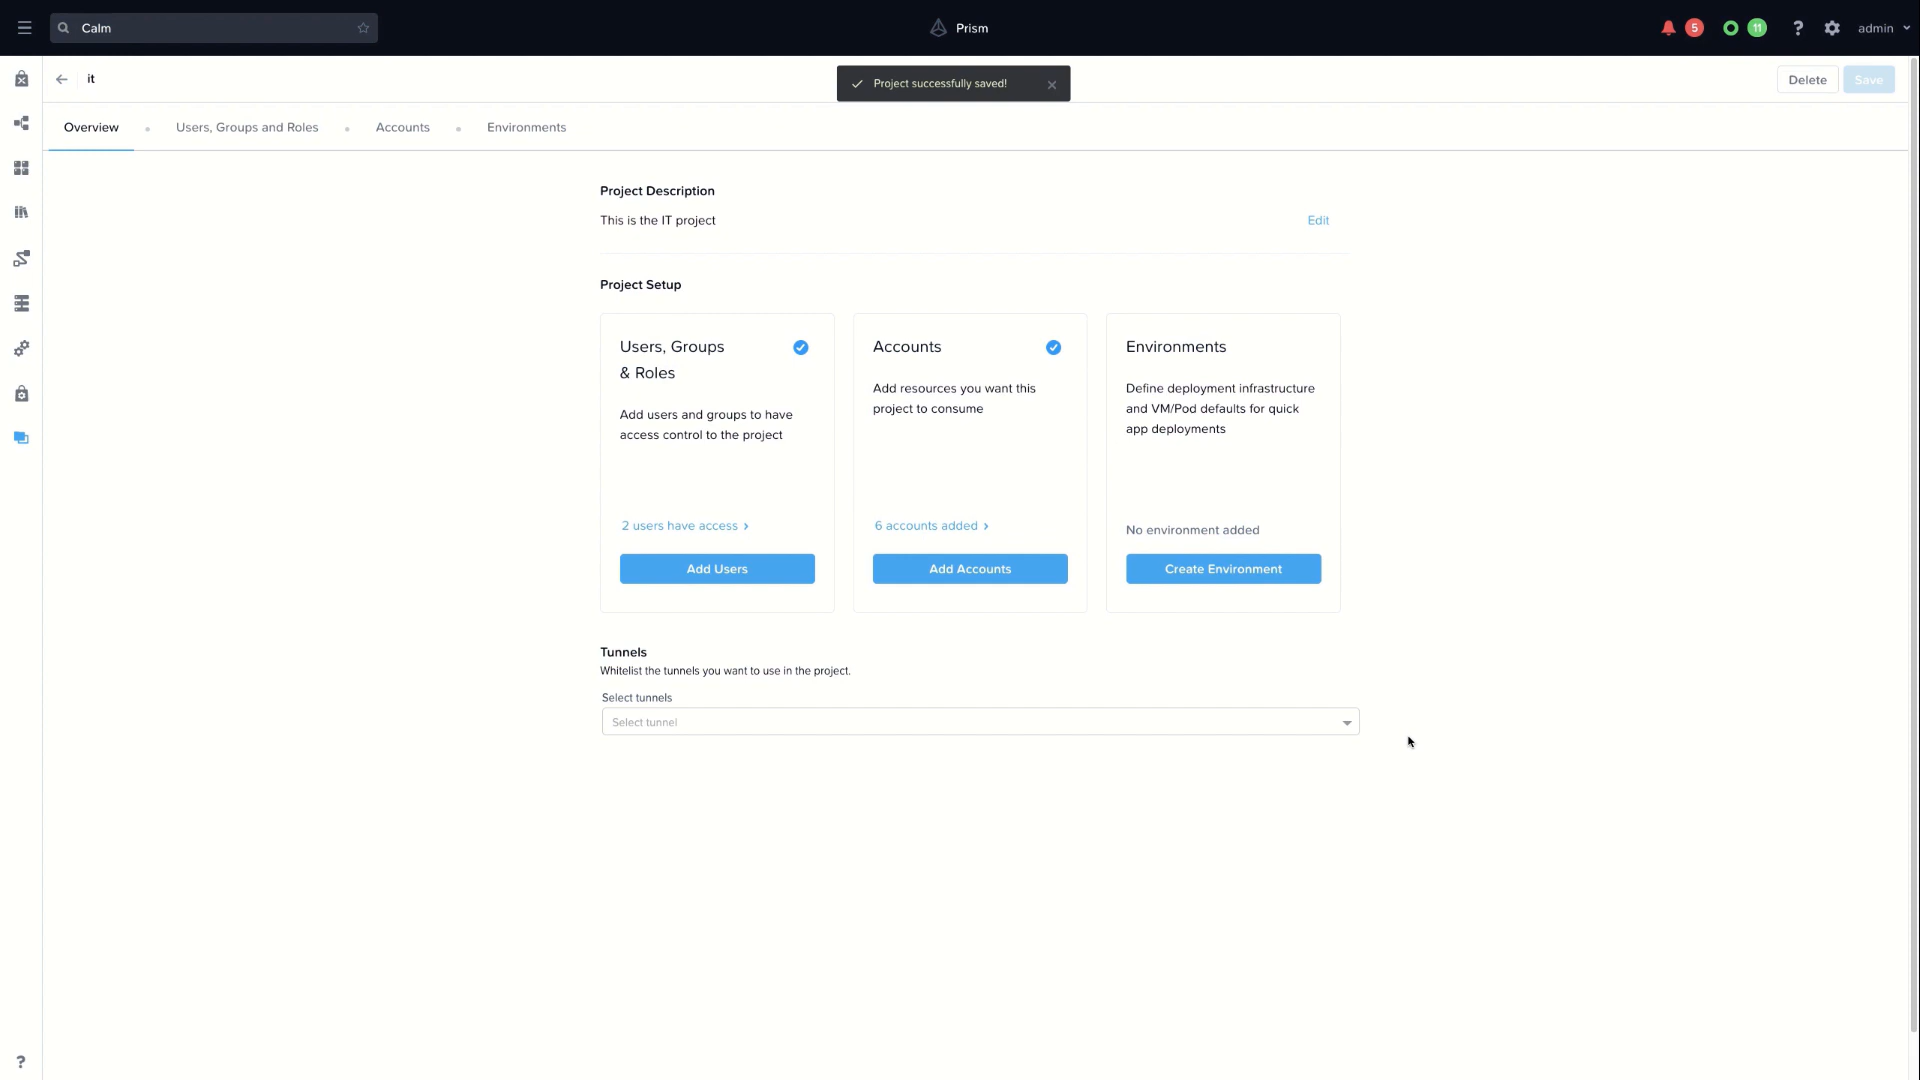 Calm
Prism
5
11
?
admin
it
Project successfully saved!
Delete
Save
Overview
Users, Groups and Roles
Accounts
Environments
Project Description
This is the IT project
Edit
Project Setup
Users, Groups
& Roles
Add users and groups to have
access control to the project
2 users have access >
Add Users
Accounts
Add resources you want this
project to consume
6 accounts added >
Add Accounts
Environments
Define deployment infrastructure
and VM/Pod defaults for quick
app deployments
No environment added
Create Environment
Tunnels
Whitelist the tunnels you want to use in the project.
Select tunnels
Select tunnel
?